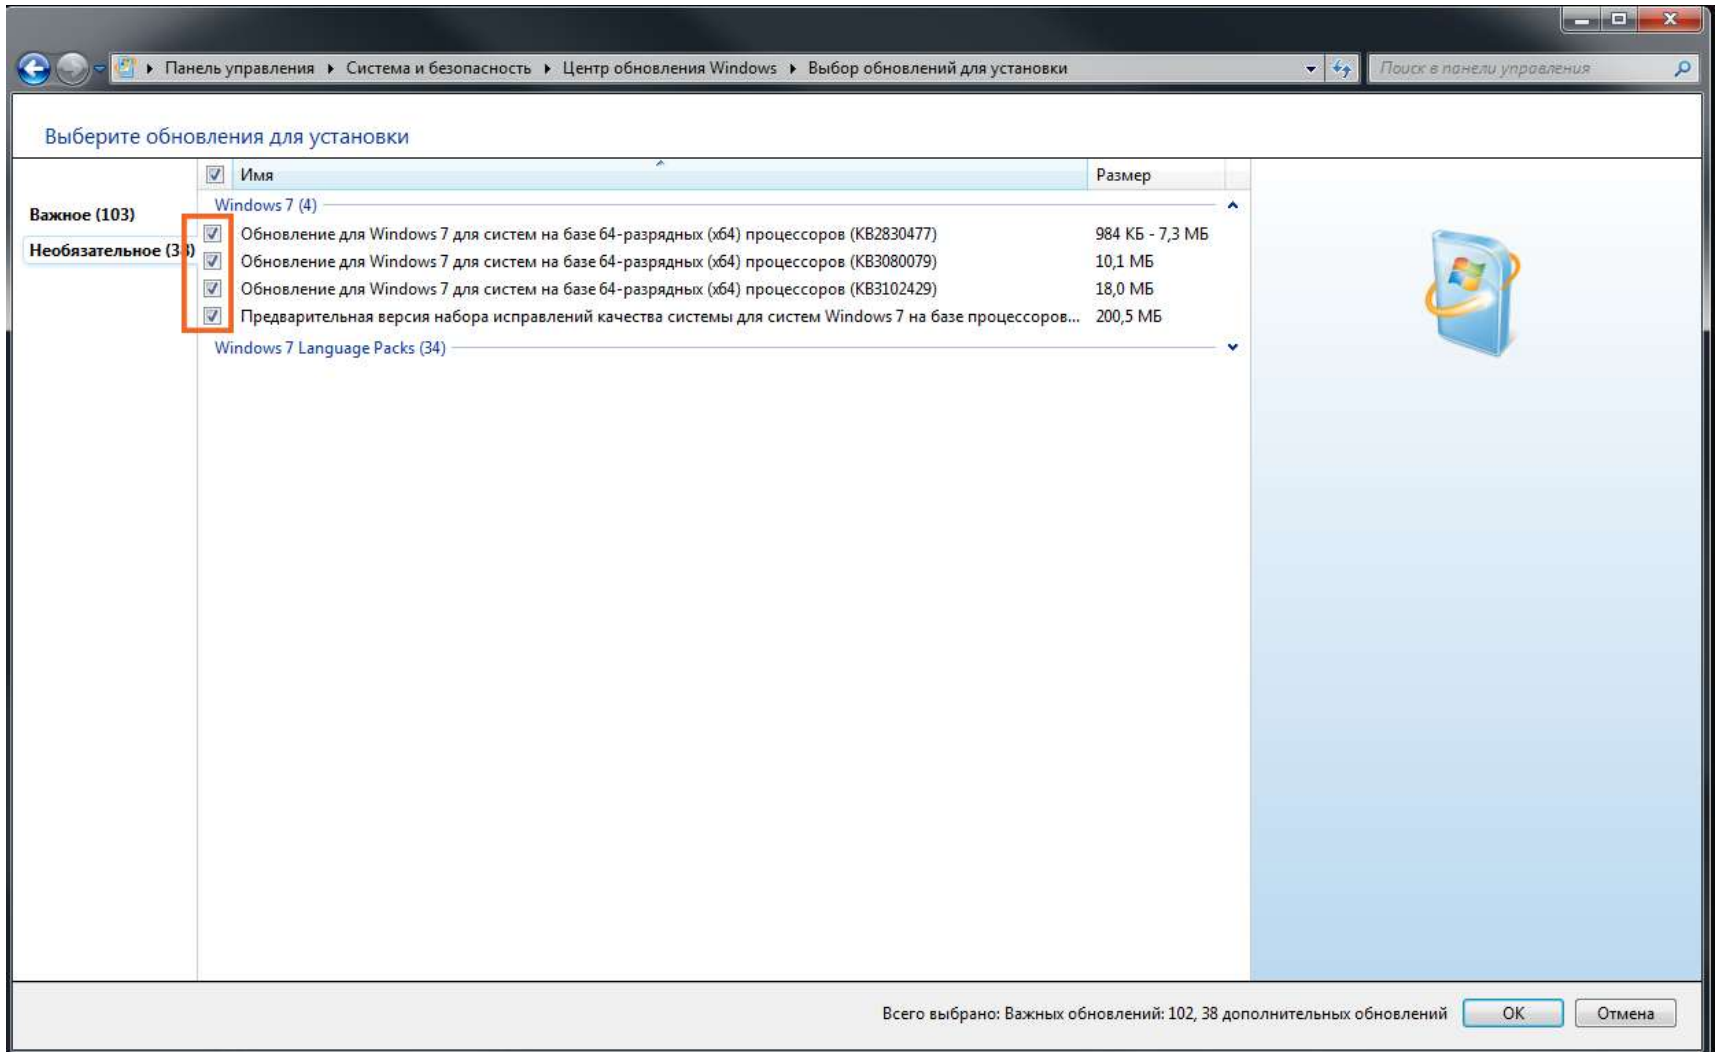 Панель управления Система и безопасность Центр обновления Windows Выбор обновлений для установки Поиск в панели управления
Выберите обновления для установки
Имя Размер
Важное (103)
Необязательное (38)
Windows 7 (4)
Обновление для Windows 7 для систем на базе 64-разрядных (x64) процессоров (KB2830477) 984 КБ - 7,3 МБ
Обновление для Windows 7 для систем на базе 64-разрядных (x64) процессоров (KB3080079) 10,1 МБ
Обновление для Windows 7 для систем на базе 64-разрядных (x64) процессоров (KB3102429) 18,0 МБ
Предварительная версия набора исправлений качества системы для систем Windows 7 на базе процессоров... 200,5 МБ
Windows 7 Language Packs (34)
Всего выбрано: Важных обновлений: 102, 38 дополнительных обновлений OK Отмена